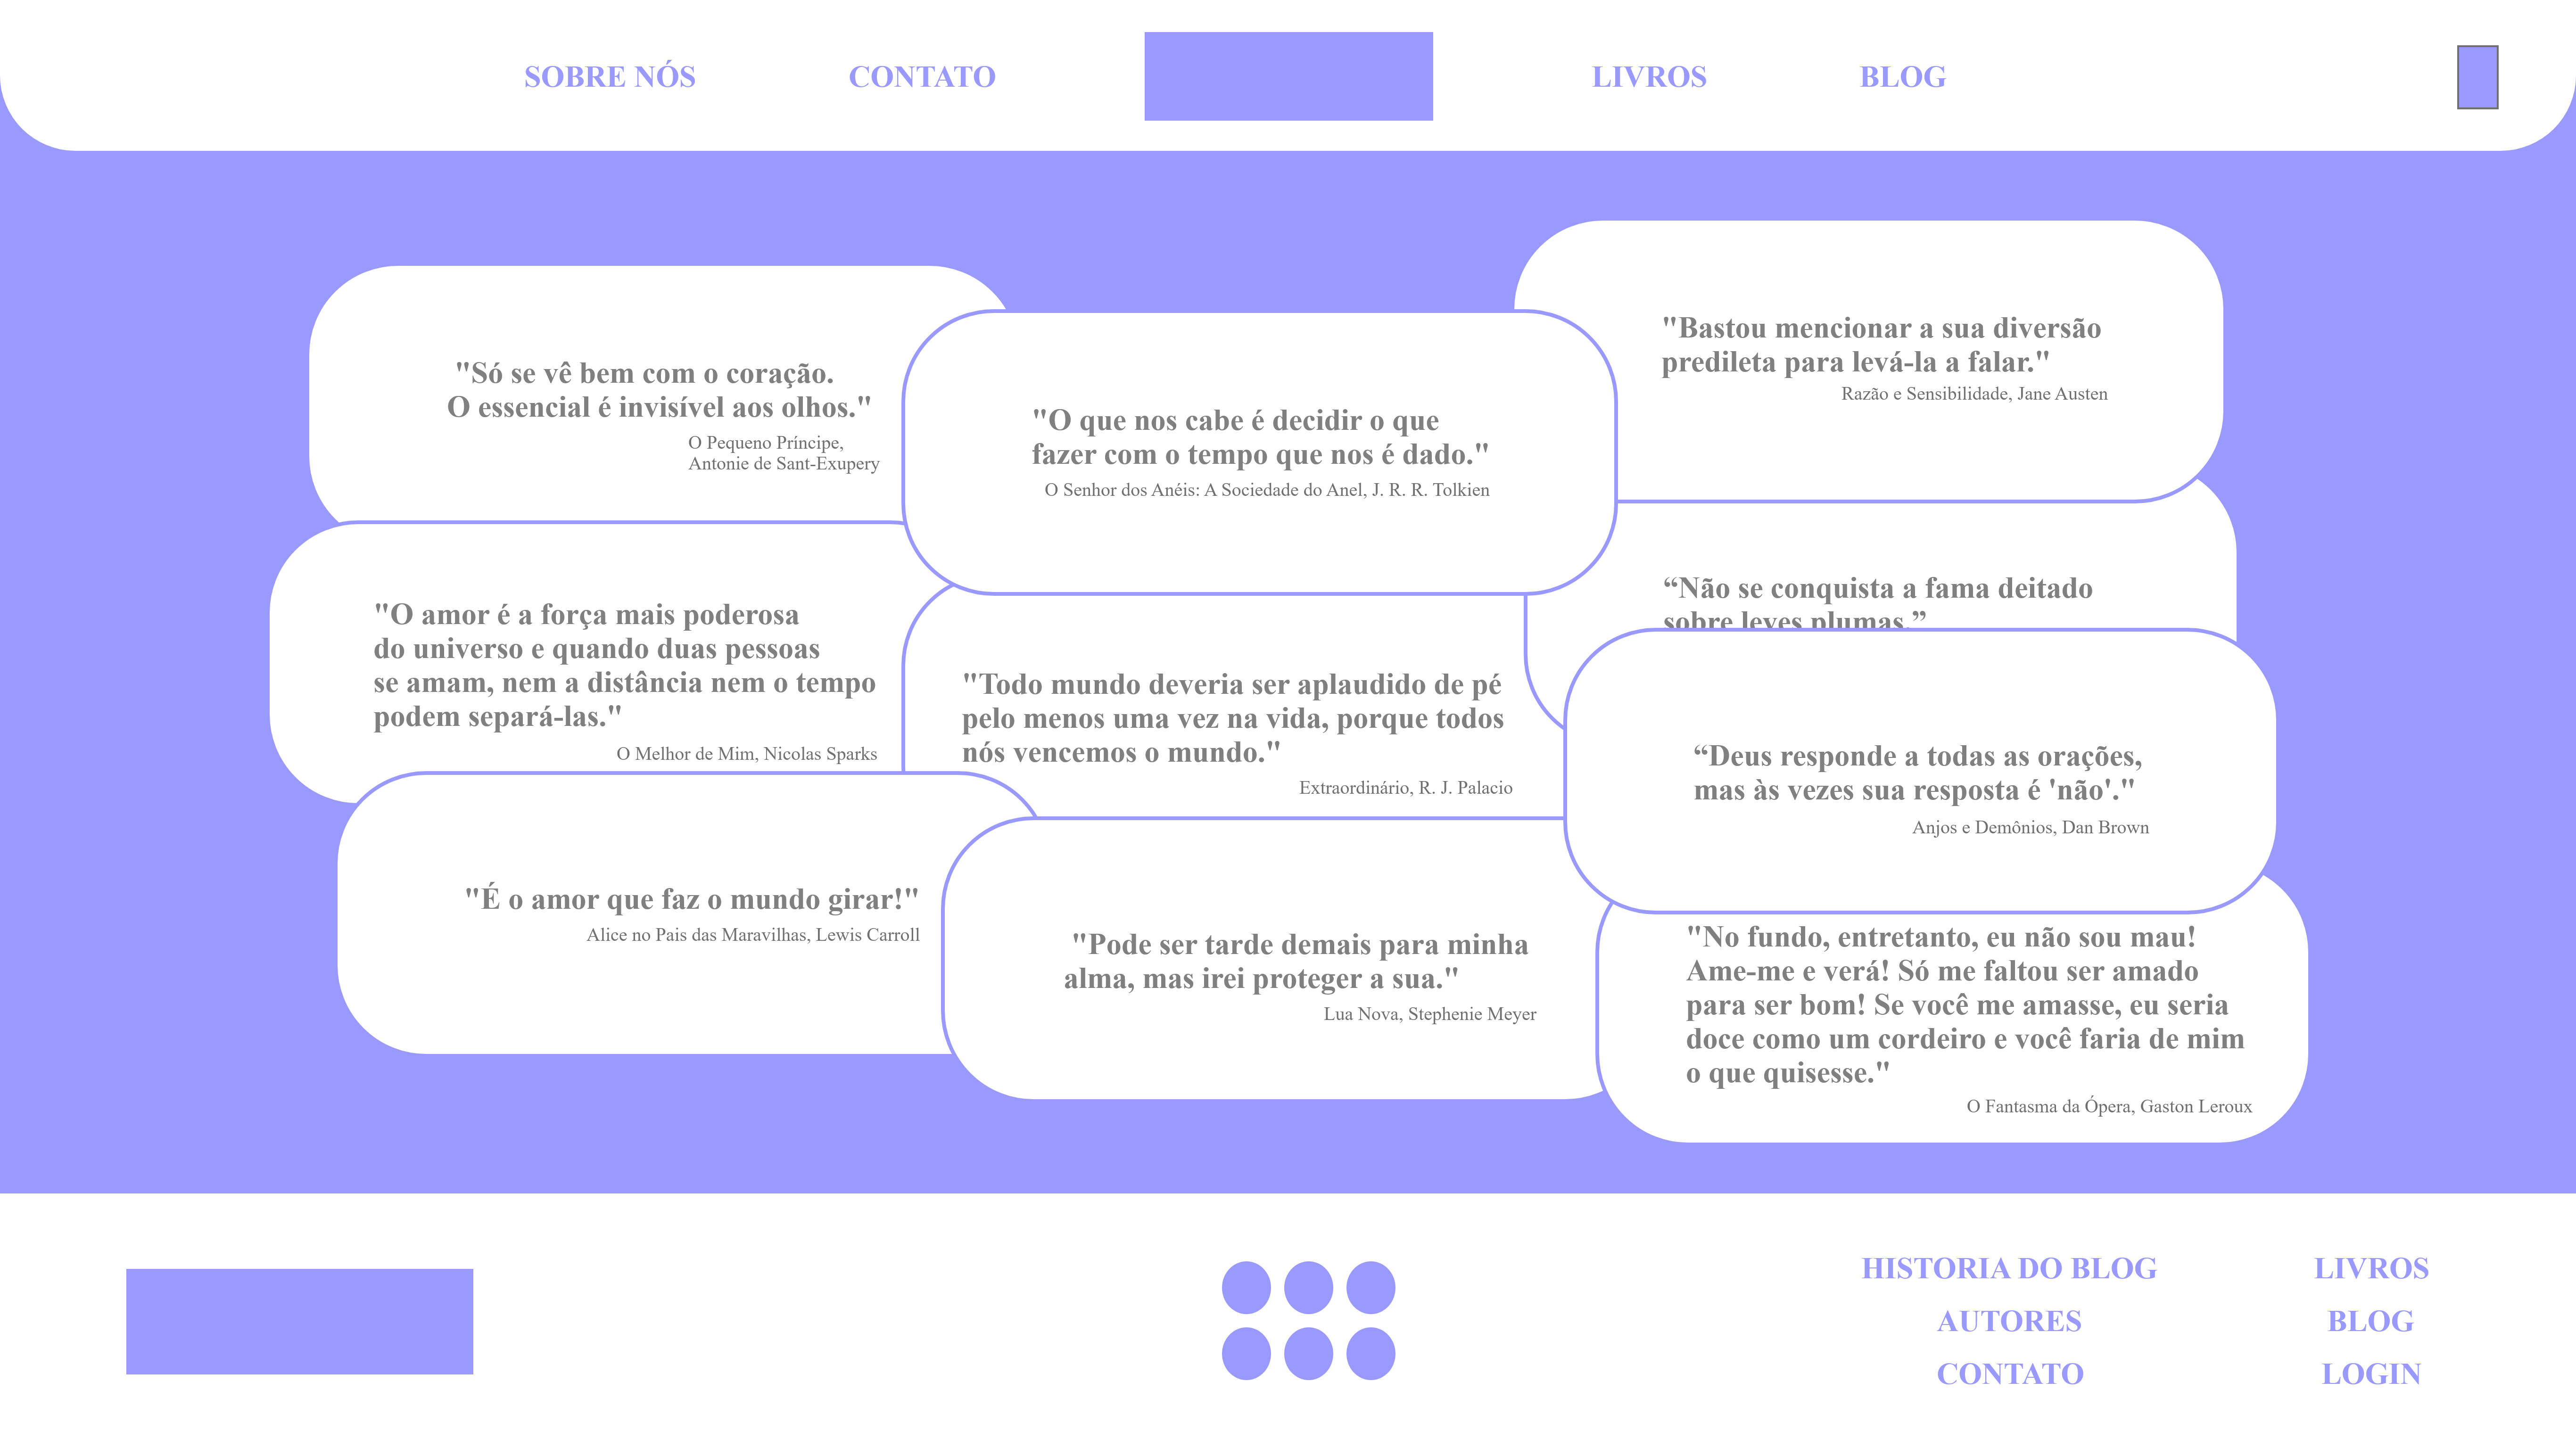 SOBRE NÓS
CONTATO
LIVROS
BLOG
"Só se vê bem com o coração.
O essencial é invisível aos olhos."
O Pequeno Príncipe,
Antonie de Sant-Exupery
"O que nos cabe é decidir o que
fazer com o tempo que nos é dado."
O Senhor dos Anéis: A Sociedade do Anel, J. R. R. Tolkien
"Bastou mencionar a sua diversão
predileta para levá-la a falar."
Razão e Sensibilidade, Jane Austen
"O amor é a força mais poderosa
do universo e quando duas pessoas
se amam, nem a distância nem o tempo
podem separá-las."
O Melhor de Mim, Nicolas Sparks
"Todo mundo deveria ser aplaudido de pé
pelo menos uma vez na vida, porque todos
nós vencemos o mundo."
Extraordinário, R. J. Palacio
“Não se conquista a fama deitado
sobre leves plumas.”
“Deus responde a todas as orações,
mas às vezes sua resposta é 'não'."
Anjos e Demônios, Dan Brown
"É o amor que faz o mundo girar!"
Alice no Pais das Maravilhas, Lewis Carroll
"Pode ser tarde demais para minha
alma, mas irei proteger a sua."
Lua Nova, Stephenie Meyer
"No fundo, entretanto, eu não sou mau!
Ame-me e verá! Só me faltou ser amado
para ser bom! Se você me amasse, eu seria
doce como um cordeiro e você faria de mim
o que quisesse."
O Fantasma da Ópera, Gaston Leroux
HISTORIA DO BLOG
AUTORES
CONTATO
LIVROS
BLOG
LOGIN